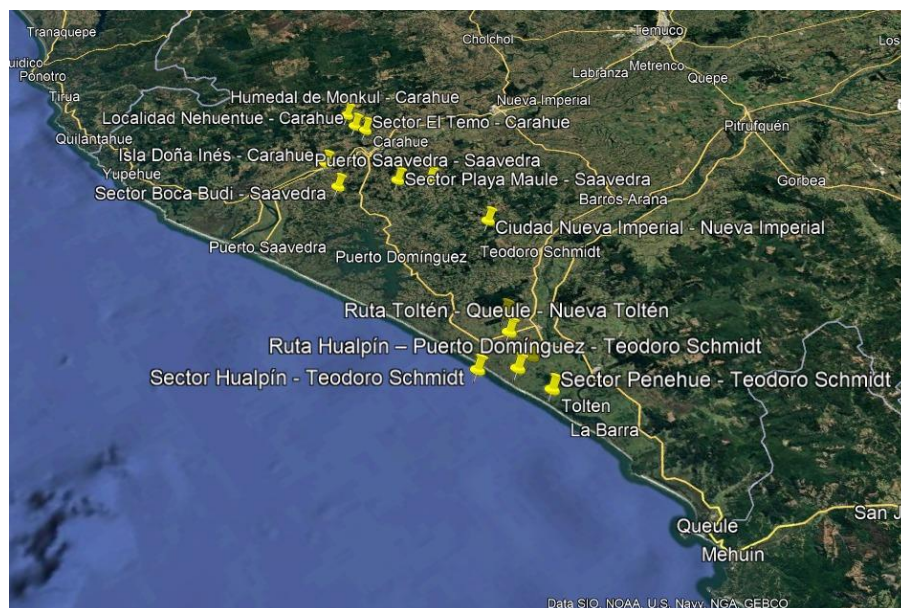 Tranaquepe
Temuco
Cholchol
Ponotro
Labranza
Metrenco
Quepe
Tirua
Humedal de Monkul - Carahue
Nueva Imperial
Localidad Nehuentue - Carahue
Sector El Temo - Carahue
Pitrufquén
Quilantahue
Carahue
Isla Doña Inés - Carahue
Puerto Saavedra - Saavedra
Yupehue
Sector Playa Maule - Saavedra
Gorbea
Sector Boca Budi - Saavedra
Barros Arana
Ciudad Nueva Imperial - Nueva Imperial
Puerto Saavedra
Puerto Domínguez
Teodoro Schmidt
Ruta Toltén - Queule - Nueva Toltén
Ruta Hualpín – Puerto Domínguez - Teodoro Schmidt
Sector Hualpín - Teodoro Schmidt
Sector Penehue - Teodoro Schmidt
Tolten
La Barra
Queule
San J
Mehuin
Data SIO, NOAA, U.S. Navy, NGA, GEBCO